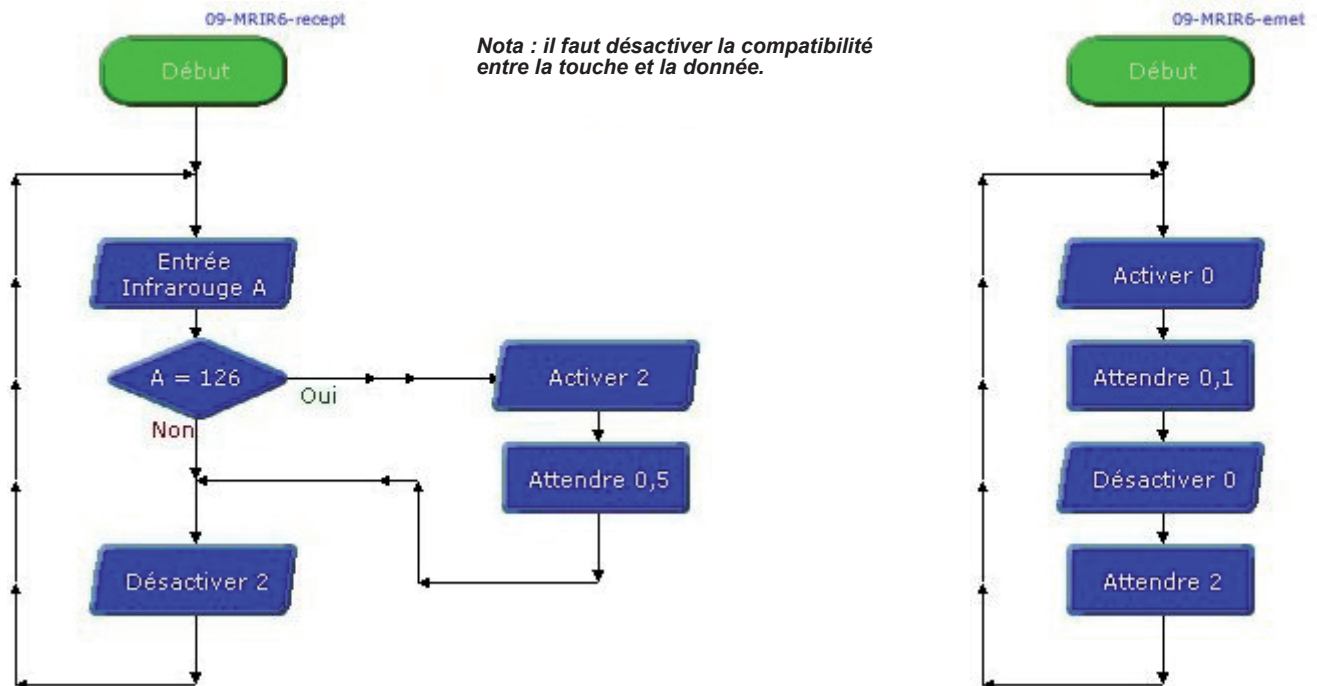 09-MRIR6-recept
Début
Entrée
Infrarouge A
A = 126
Oui
Non
Activer 2
Attendre 0,5
Désactiver 2
Nota : il faut désactiver la compatibilité
entre la touche et la donnée.
09-MRIR6-emet
Début
Activer 0
Attendre 0,1
Désactiver 0
Attendre 2